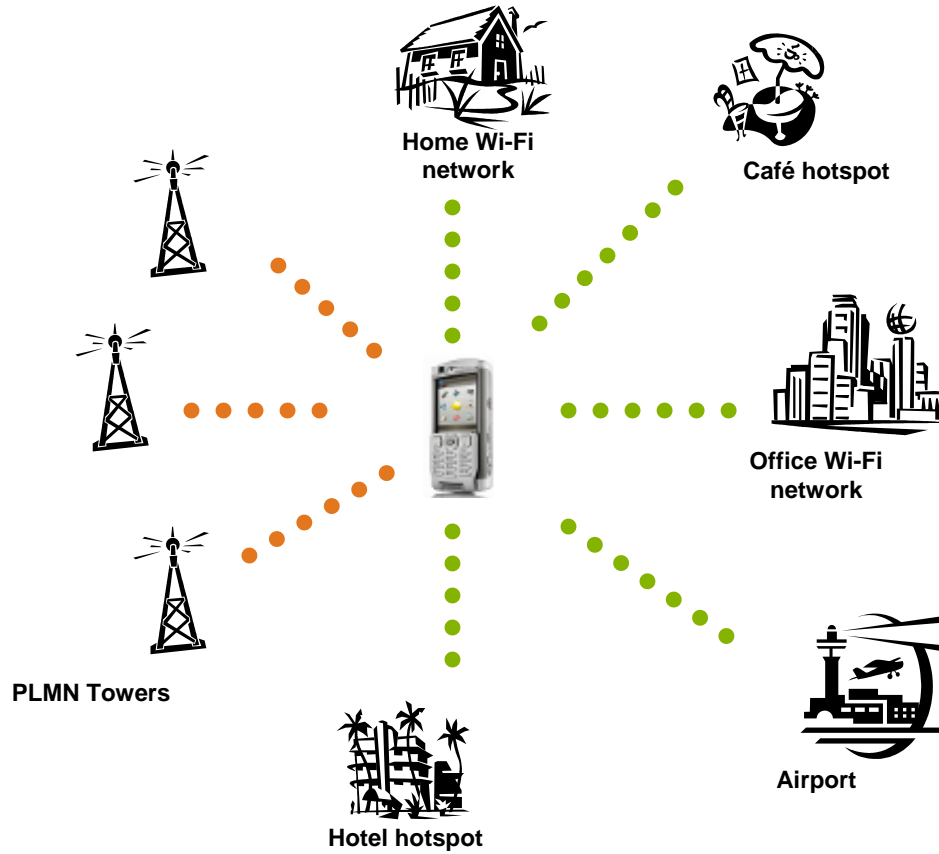 Home Wi-Fi
network
Café hotspot
Office Wi-Fi
network
PLMN Towers
Airport
Hotel hotspot